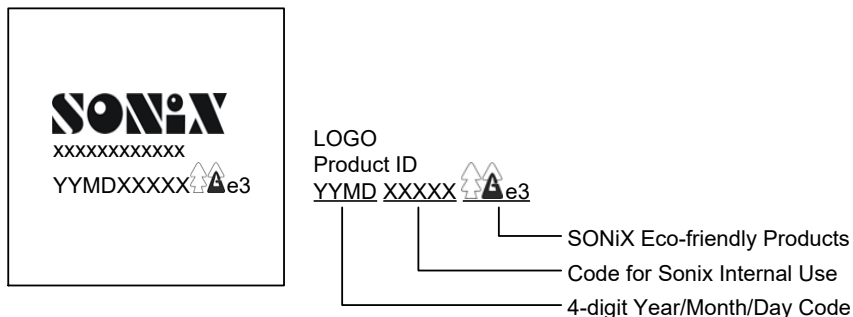 SONiX
xxxxxxxxxxxx
YYMDXXXXX G e3
LOGO
Product ID
YYMD XXXXX G e3
SONiX Eco-friendly Products
Code for Sonix Internal Use
4-digit Year/Month/Day Code